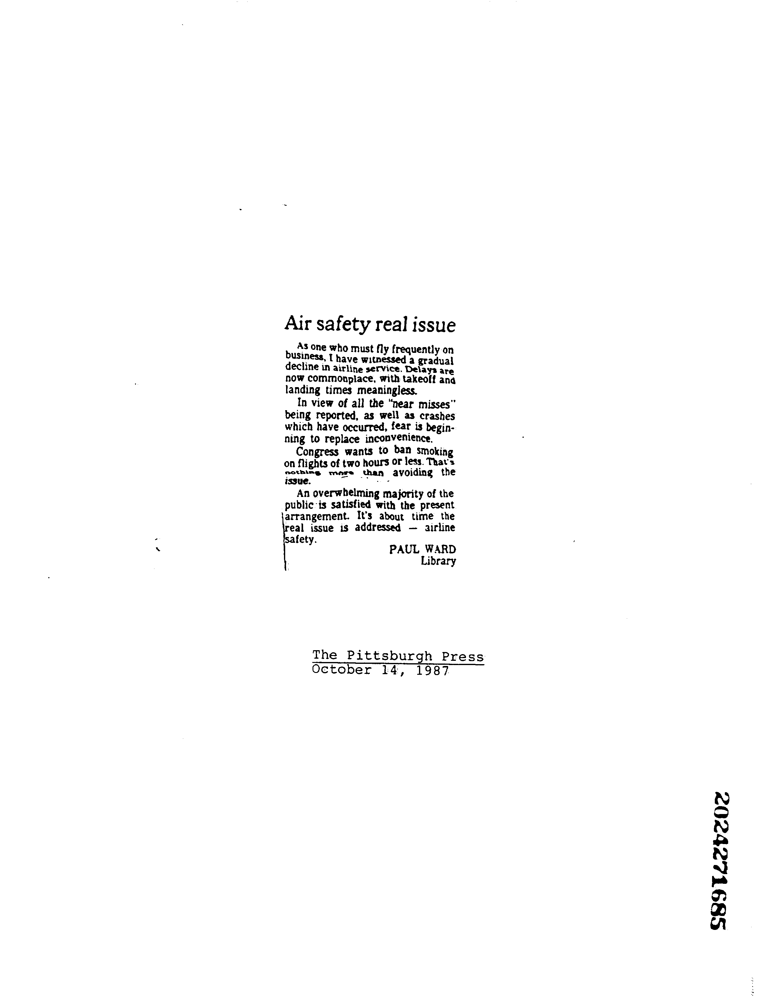 Air safety real issue
As one who must fly frequently on
business, I have witnessed a gradual
decline in airline service. Delays are
now commonplace, with takeoff and
landing times meaningless.
In view of all the "near misses"
being reported, as well as crashes
which have occurred, fear is begin-
ning to replace inconvenience.
Congress wants to ban smoking
on flights of two hours or less. That's
nothing more than avoiding the
issue.
An overwhelming majority of the
public is satisfied with the present
arrangement. It's about time the
real issue is addressed — airline
safety.
PAUL WARD
Library
The Pittsburgh Press
October 14, 1987
2024271685